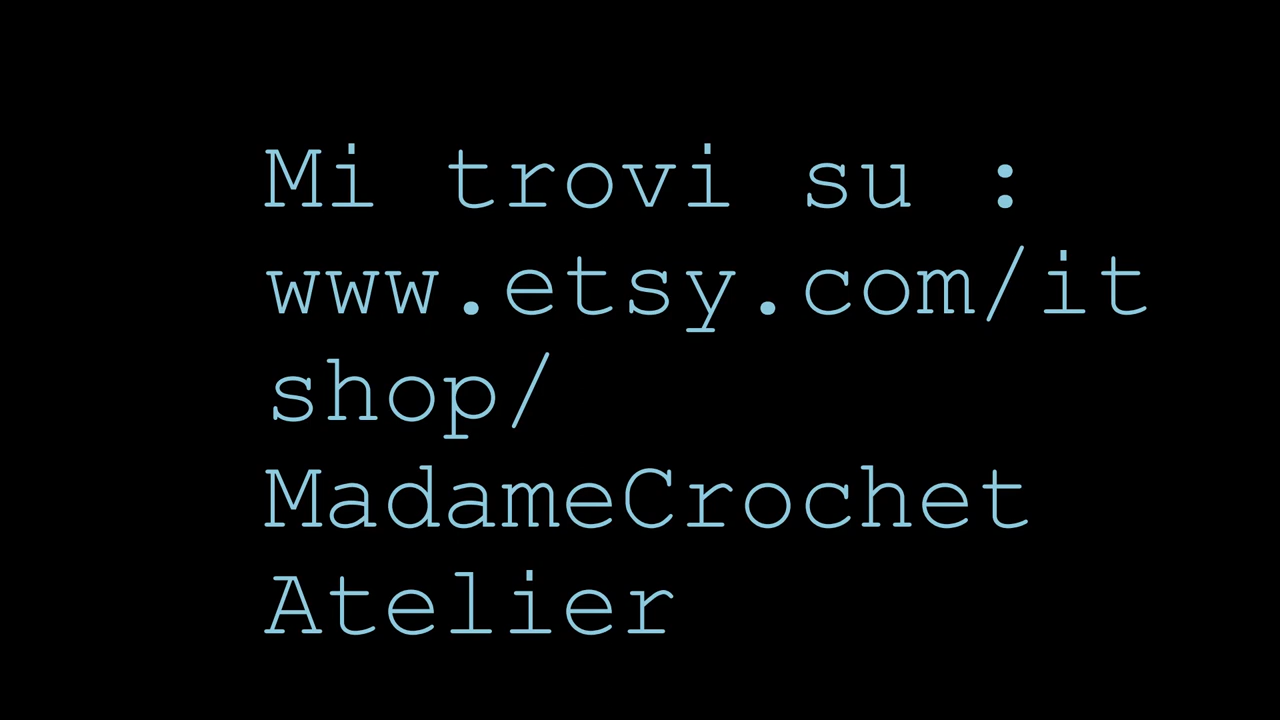 Mi trovi su :
www.etsy.com/it
shop/
MadameCrochet
Atelier